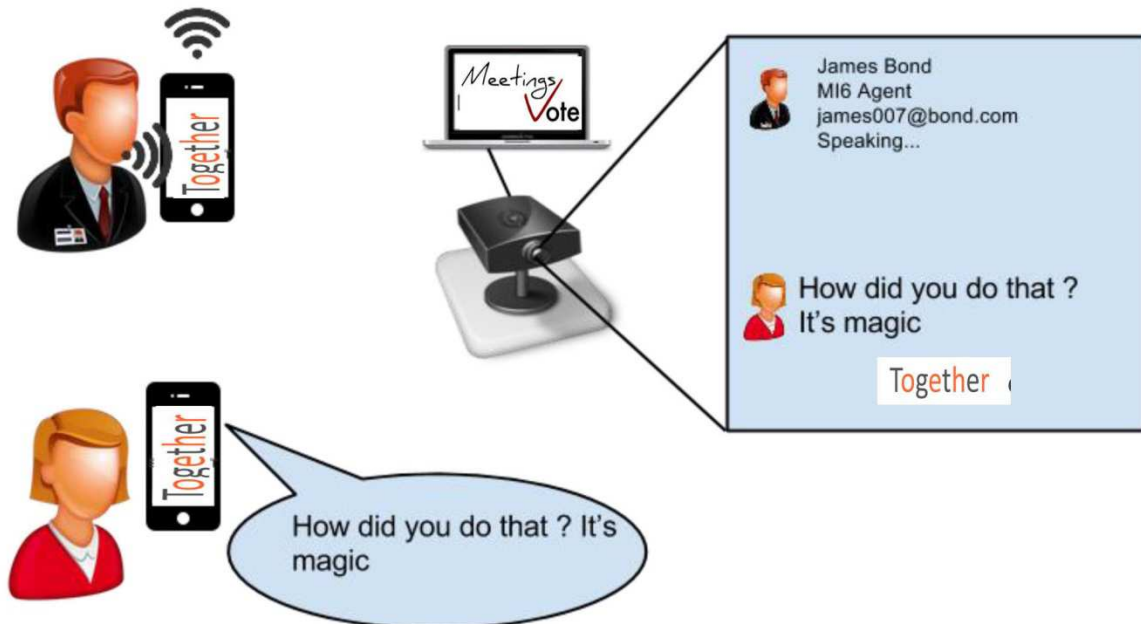 Together
Meetings
Vote
James Bond
MI6 Agent
james007@bond.com
Speaking...
How did you do that ?
It's magic
Together
Together
How did you do that ? It's
magic